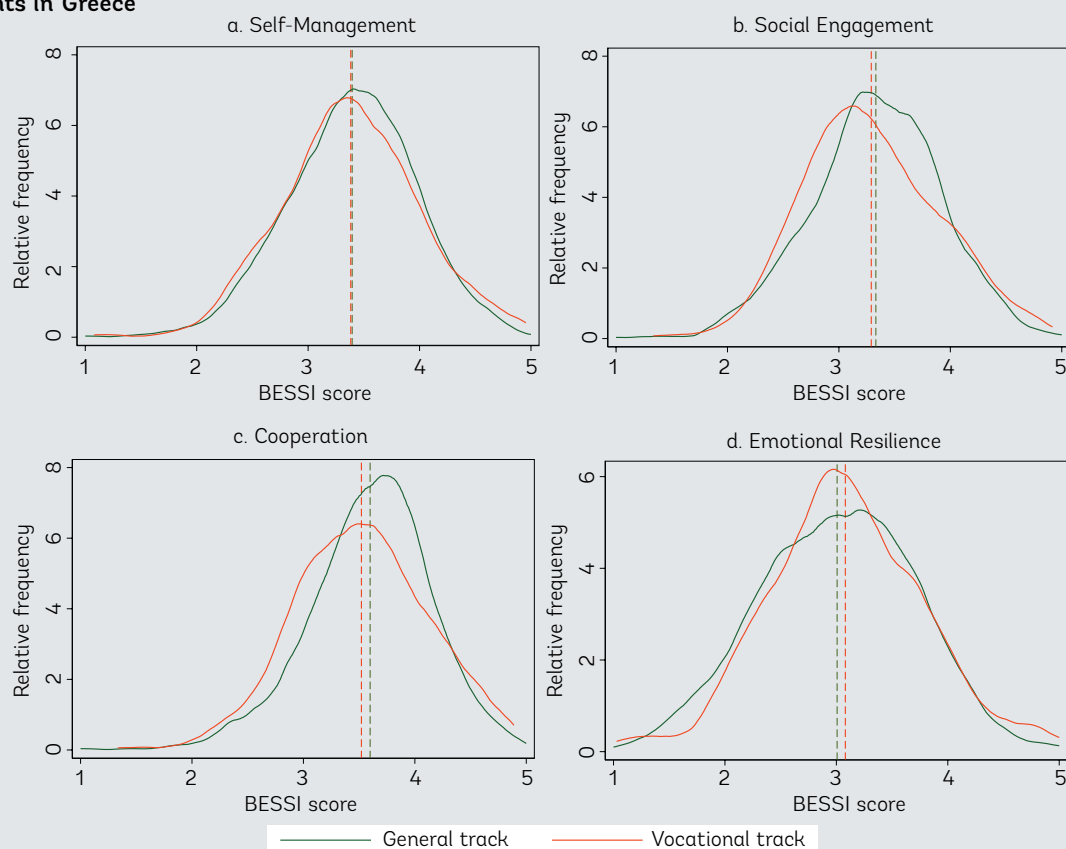 nts in Greece
a. Self-Management
b. Social Engagement
Relative frequency
8
6
4
2
0
1 2 3 4 5
BESSI score
Relative frequency
8
6
4
2
0
1 2 3 4 5
BESSI score
c. Cooperation
d. Emotional Resilience
Relative frequency
8
6
4
2
0
1 2 3 4 5
BESSI score
Relative frequency
6
4
2
0
1 2 3 4 5
BESSI score
General track Vocational track